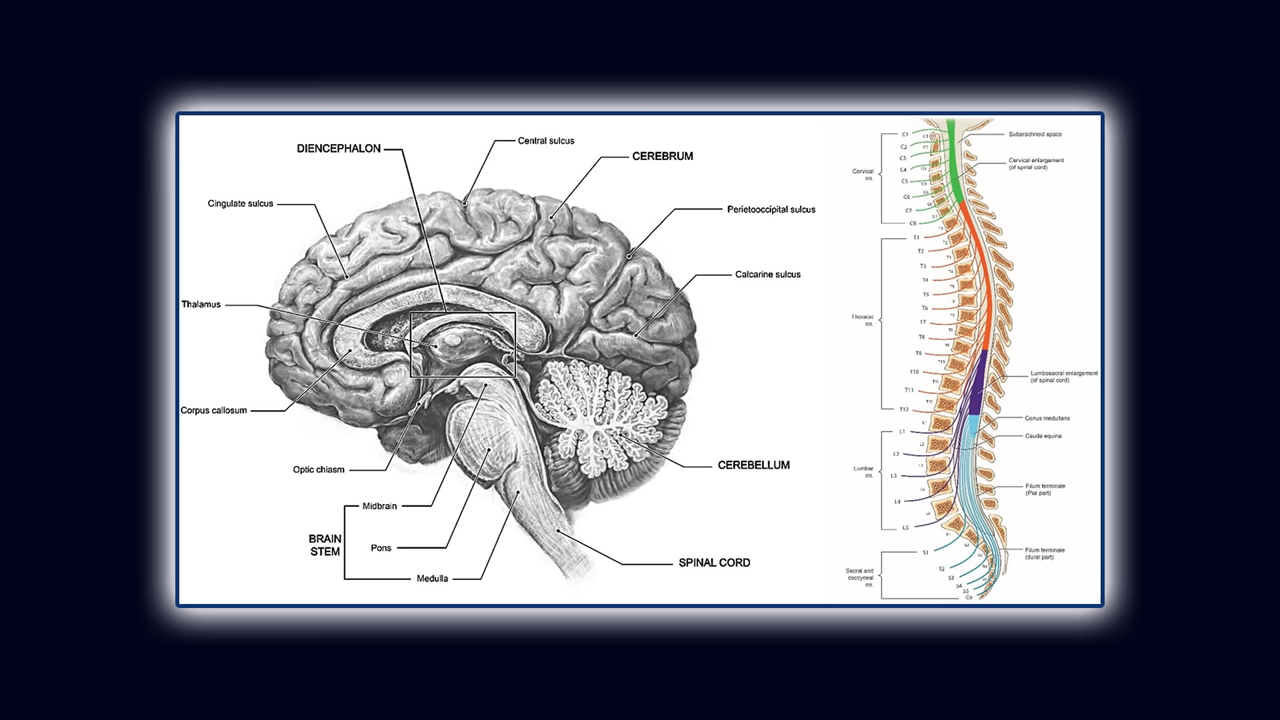 DIENCEPHALON
Central sulcus
CEREBRUM
Cingulate sulcus
Perietooccipital sulcus
Calcarine sulcus
Thalamus
Corpus callosum
Optic chiasm
CEREBELLUM
Midbrain
BRAIN
STEM
Pons
Medulla
SPINAL CORD
Subarachnoid space
Cervical enlargement
(of spinal cord)
Cervical
nn.
C1
C2
C3
C4
C5
C6
C7
C8
Thoracic
nn.
T1
T2
T3
T4
T5
T6
T7
T8
T9
T10
T11
T12
Lumbosacral enlargement
(of spinal cord)
Conus medullaris
Cauda equina
Lumbar
nn.
L1
L2
L3
L4
L5
Filum terminale
(Pial part)
Filum terminale
(dural part)
Sacral and
coccygeal
nn.
S1
S2
S3
S4
S5
Co